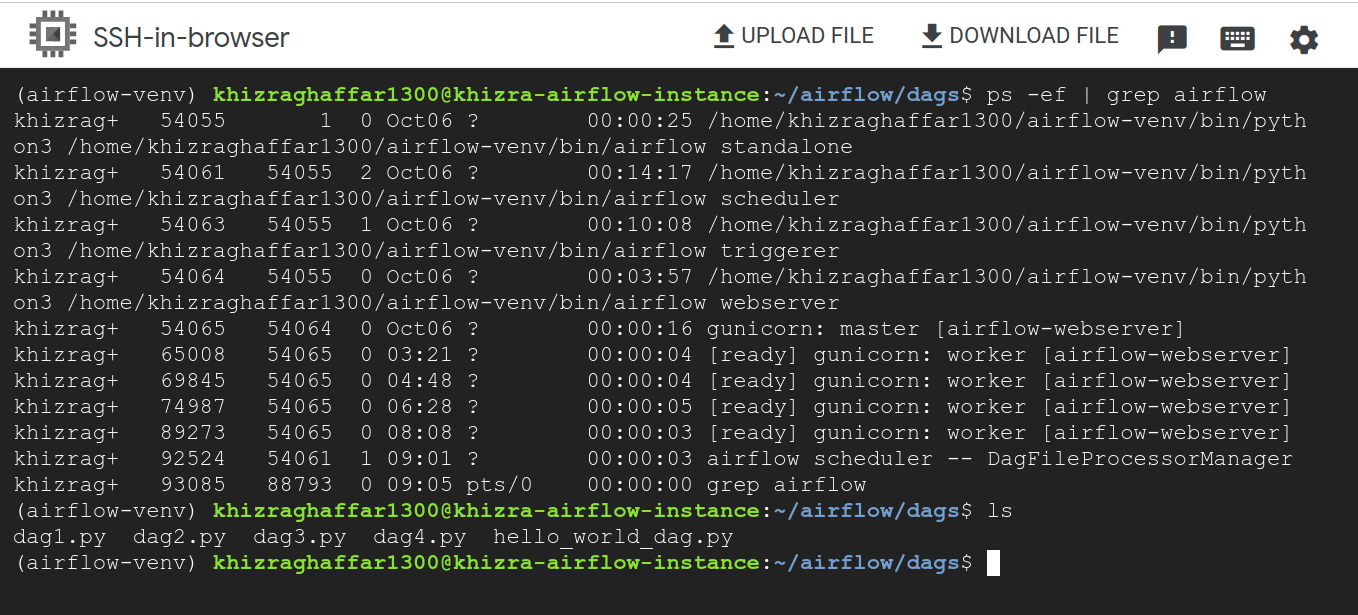 SSH-in-browser
UPLOAD FILE
DOWNLOAD FILE
(airflow-venv) khizraghaffar1300@khizra-airflow-instance:~/airflow/dags$ ps -ef | grep airflow
khizrag+   54055       1  0 Oct06 ?        00:00:25 /home/khizraghaffar1300/airflow-venv/bin/pyth
on3 /home/khizraghaffar1300/airflow-venv/bin/airflow standalone
khizrag+   54061   54055  2 Oct06 ?        00:14:17 /home/khizraghaffar1300/airflow-venv/bin/pyth
on3 /home/khizraghaffar1300/airflow-venv/bin/airflow scheduler
khizrag+   54063   54055  1 Oct06 ?        00:10:08 /home/khizraghaffar1300/airflow-venv/bin/pyth
on3 /home/khizraghaffar1300/airflow-venv/bin/airflow triggerer
khizrag+   54064   54055  0 Oct06 ?        00:03:57 /home/khizraghaffar1300/airflow-venv/bin/pyth
on3 /home/khizraghaffar1300/airflow-venv/bin/airflow webserver
khizrag+   54065   54064  0 Oct06 ?        00:00:16 gunicorn: master [airflow-webserver]
khizrag+   65008   54065  0 03:21 ?        00:00:04 [ready] gunicorn: worker [airflow-webserver]
khizrag+   69845   54065  0 04:48 ?        00:00:04 [ready] gunicorn: worker [airflow-webserver]
khizrag+   74987   54065  0 06:28 ?        00:00:05 [ready] gunicorn: worker [airflow-webserver]
khizrag+   89273   54065  0 08:08 ?        00:00:03 [ready] gunicorn: worker [airflow-webserver]
khizrag+   92524   54061  1 09:01 ?        00:00:03 airflow scheduler -- DagFileProcessorManager
khizrag+   93085   88793  0 09:05 pts/0    00:00:00 grep airflow
(airflow-venv) khizraghaffar1300@khizra-airflow-instance:~/airflow/dags$ ls
dag1.py  dag2.py  dag3.py  dag4.py  hello_world_dag.py
(airflow-venv) khizraghaffar1300@khizra-airflow-instance:~/airflow/dags$